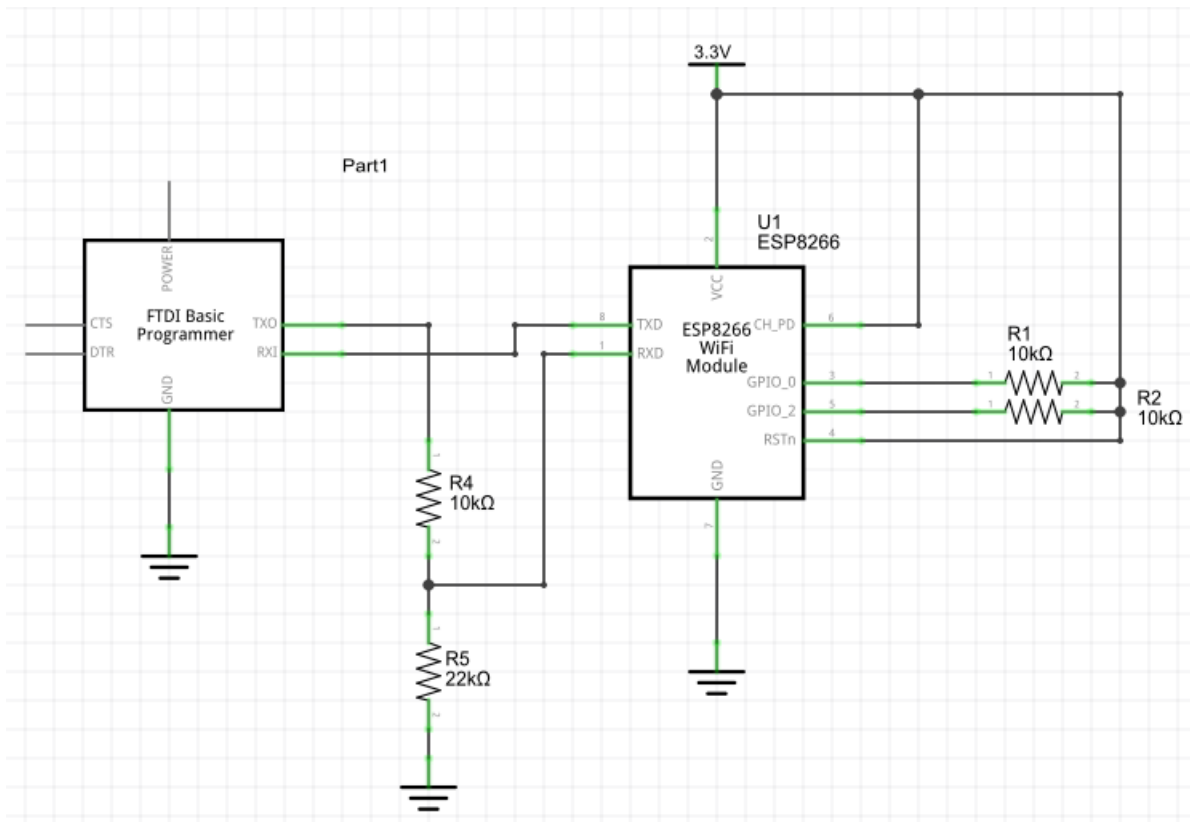 3.3V
Part1
U1
ESP8266
2
VCC
POWER
FTDI Basic
Programmer
CTS
DTR
TXO
RXI
GND
8
1
TXD
RXD
ESP8266
WiFi
Module
CH_PD
GPIO_0
GPIO_2
RSTn
GND
6
3
5
4
7
R1
10kΩ
1
2
1
2
R2
10kΩ
1
R4
10kΩ
2
1
R5
22kΩ
2